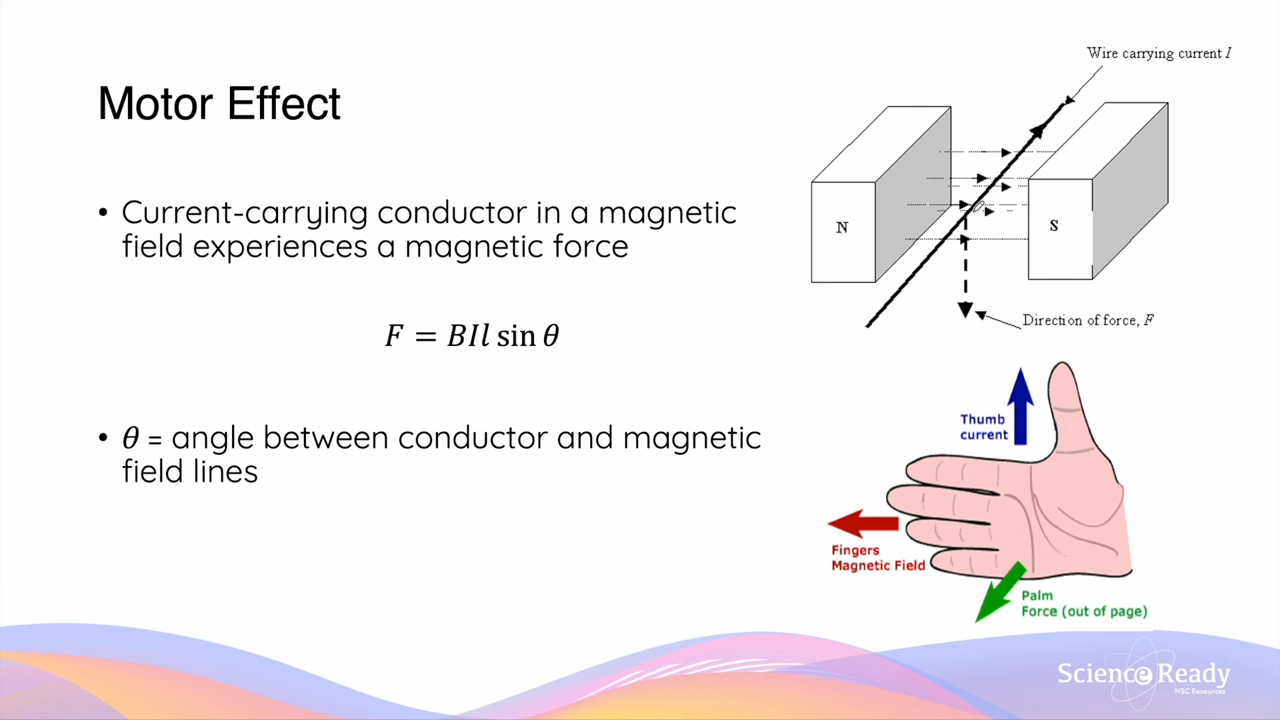 Motor Effect
• Current-carrying conductor in a magnetic
field experiences a magnetic force
F = BIl sin θ
• θ = angle between conductor and magnetic
field lines
Wire carrying current I
N
S
Direction of force, F
Thumb
current
Fingers
Magnetic Field
Palm
Force (out of page)
Science Ready
HSC Resources